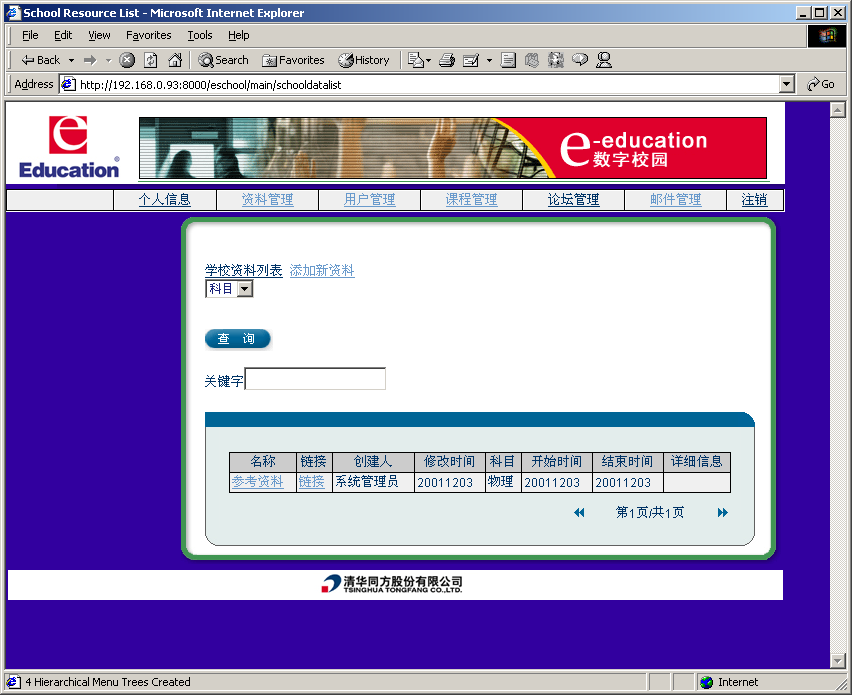 School Resource List - Microsoft Internet Explorer
File Edit View Favorites Tools Help
Back Search Favorites History
Address http://192.168.0.93:8000/eschool/main/schooldatalist Go
e Education
e-education
数字校园
个人信息 资料管理 用户管理 课程管理 论坛管理 邮件管理 注销
学校资料列表 添加新资料
科目
查 询
关键字
名称 链接 创建人 修改时间 科目 开始时间 结束时间 详细信息
参考资料 链接 系统管理员 20011203 物理 20011203 20011203
第1页/共1页
清华同方股份有限公司
TSINGHUA TONGFANG CO.,LTD.
4 Hierarchical Menu Trees Created Internet